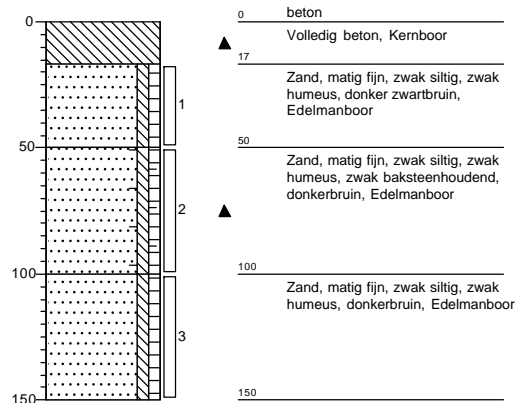 0
0 beton
Volledig beton, Kernboor
17
Zand, matig fijn, zwak siltig, zwak
humeus, donker zwartbruin,
Edelmanboor
1
50
50
Zand, matig fijn, zwak siltig, zwak
humeus, zwak baksteenhoudend,
donkerbruin, Edelmanboor
2
100
100
Zand, matig fijn, zwak siltig, zwak
humeus, donkerbruin, Edelmanboor
3
150
150